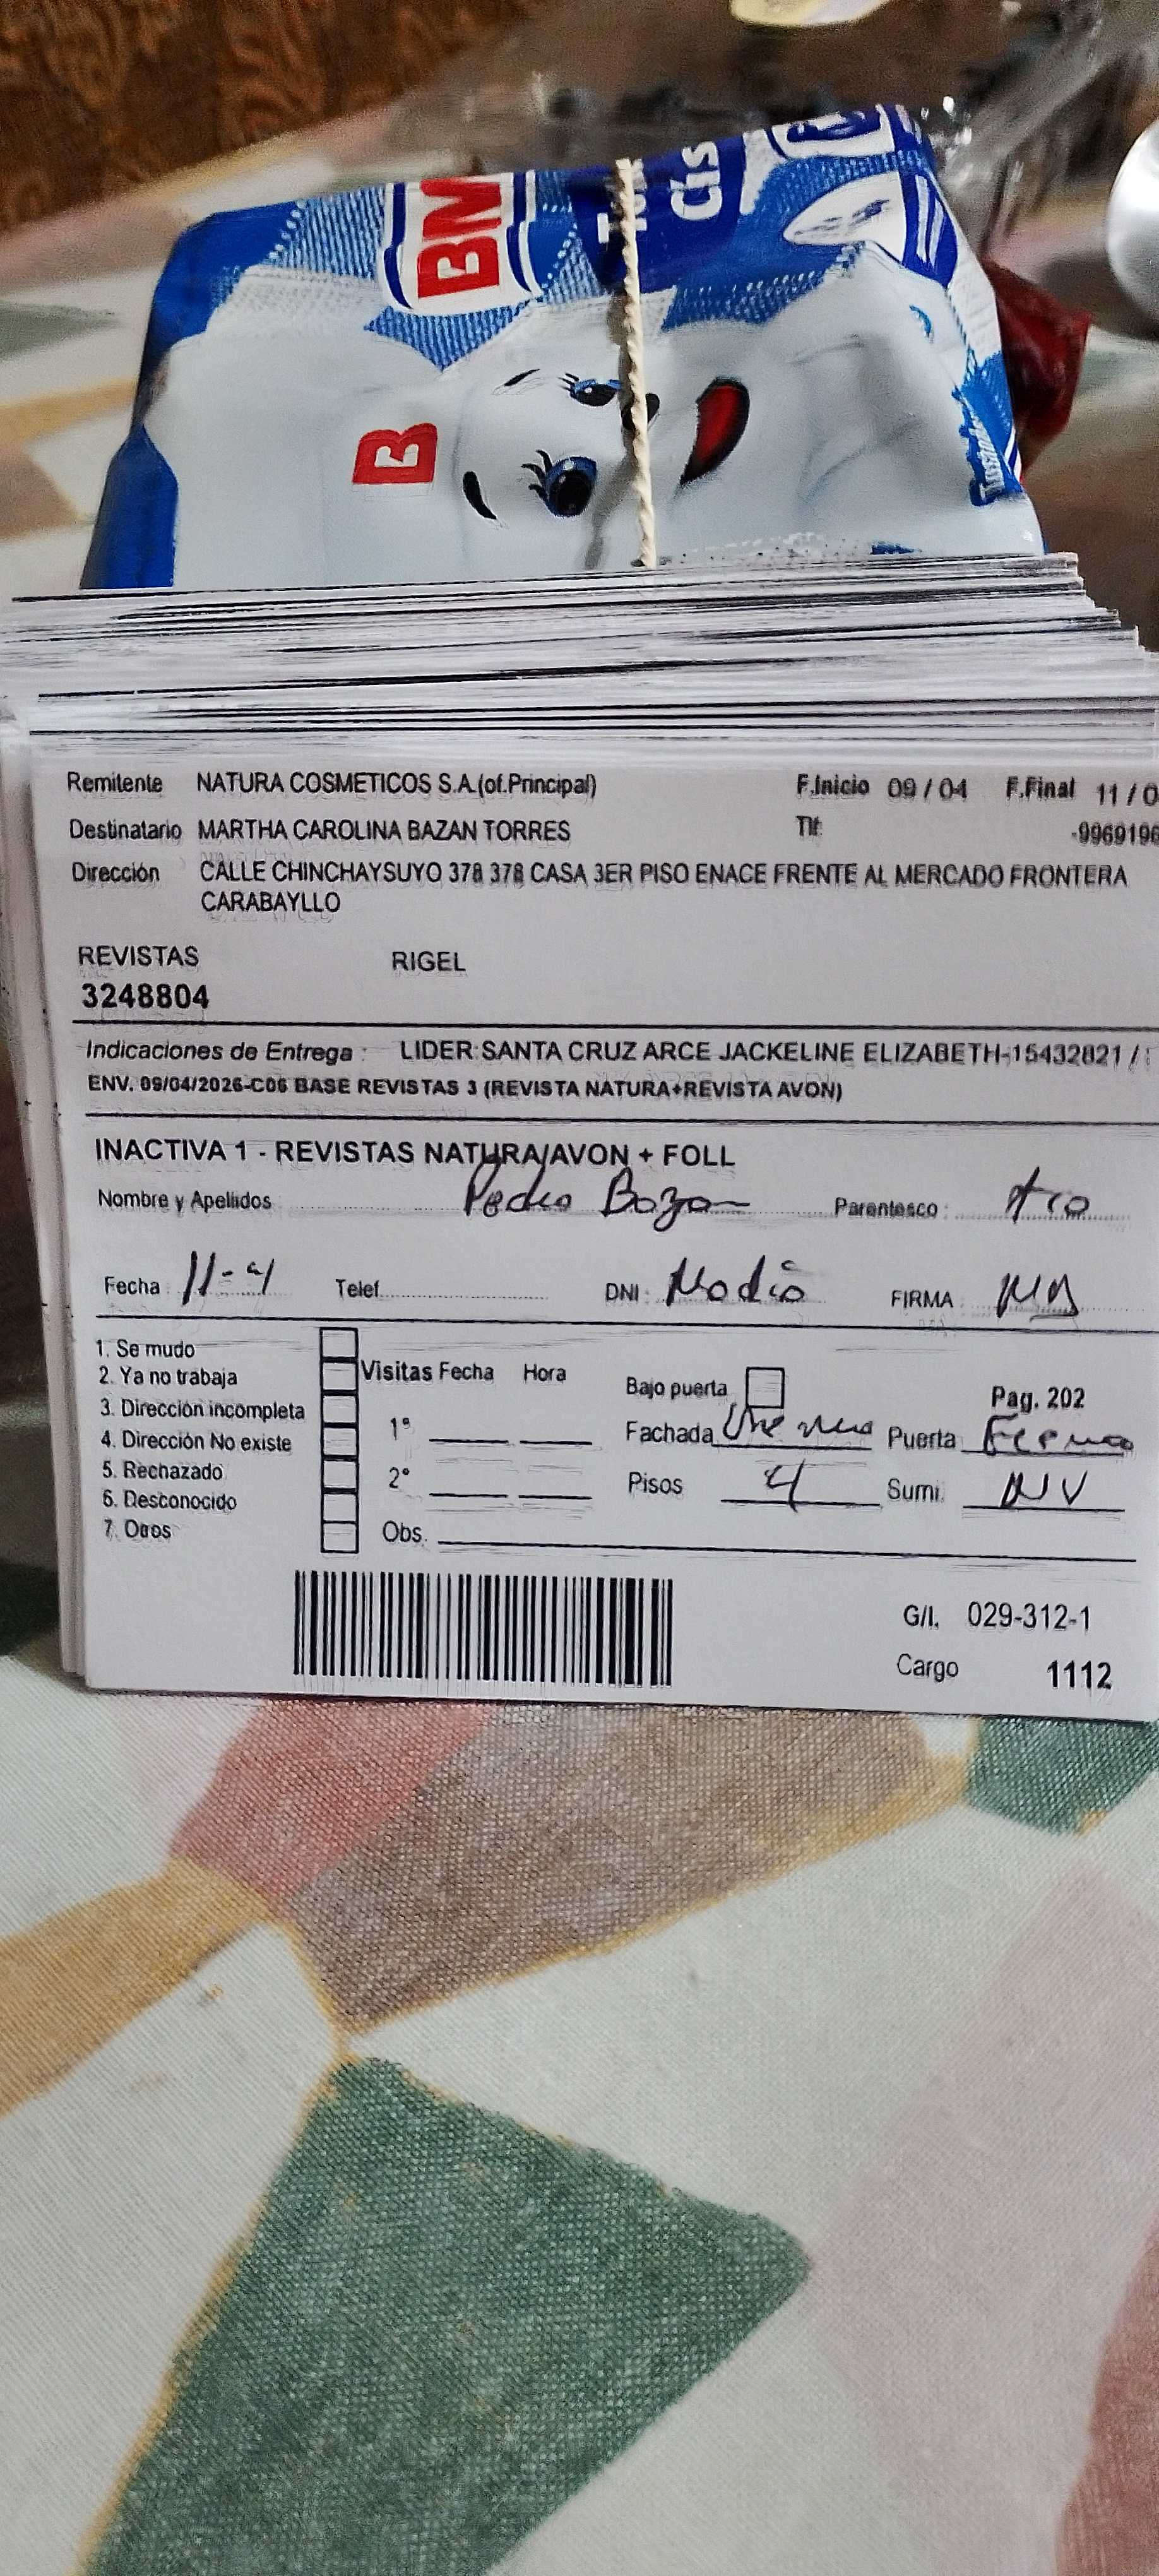 BM
Cls
B
Remitente NATURA COSMETICOS S.A.(of.Principal) F.Inicio 09 / 04 F.Final 11 / 0
Destinatario MARTHA CAROLINA BAZAN TORRES Tlf: -9969196
Dirección CALLE CHINCHAYSUYO 378 378 CASA 3ER PISO ENACE FRENTE AL MERCADO FRONTERA
CARABAYLLO
REVISTAS RIGEL
3248804
Indicaciones de Entrega : LIDER:SANTA CRUZ ARCE JACKELINE ELIZABETH-15432821 /
ENV. 09/04/2026-C06 BASE REVISTAS 3 (REVISTA NATURA+REVISTA AVON)
INACTIVA 1 - REVISTAS NATURA/AVON + FOLL
Nombre y Apellidos Pedro Bazan Parentesco : tio
Fecha 11-4 Telef. DNI : No dio FIRMA
1. Se mudo
2. Ya no trabaja Visitas Fecha Hora Bajo puerta Pag. 202
3. Dirección incompleta 1° Fachada Puerta
4. Dirección No existe
5. Rechazado 2° Pisos 4 Sumi. NV
6. Desconocido
7. Otros Obs.
G/I. 029-312-1
Cargo 1112